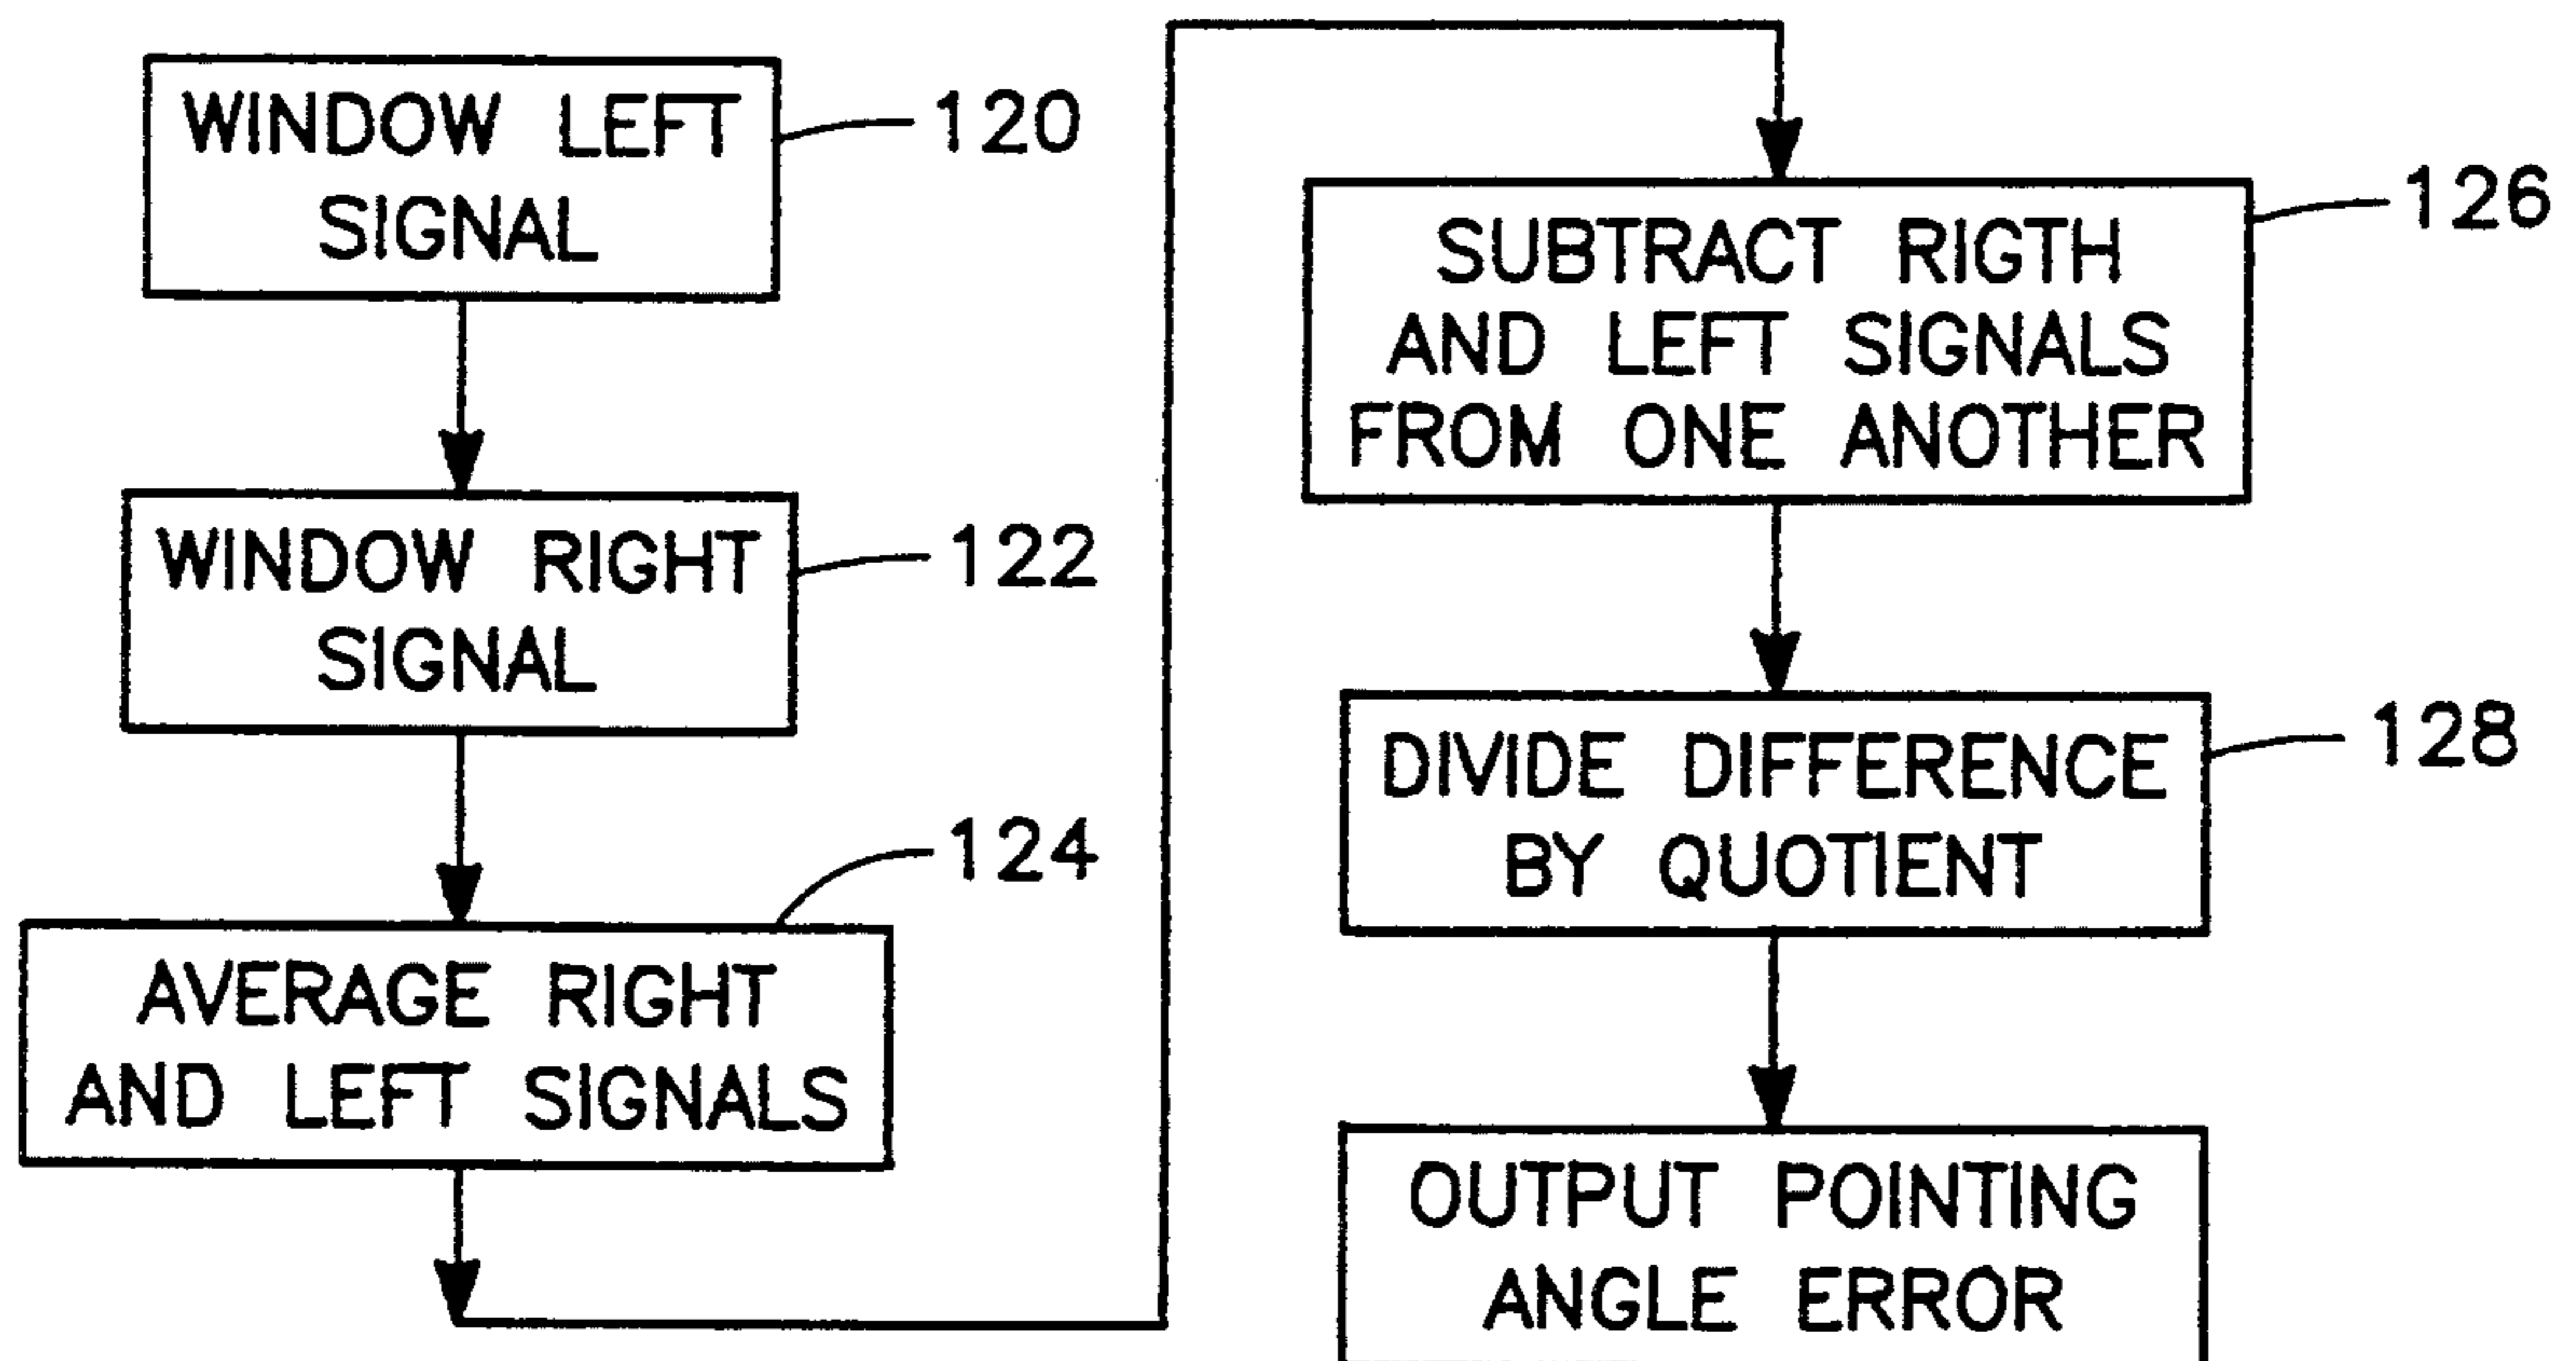 WINDOW LEFT
SIGNAL
120
WINDOW RIGHT
SIGNAL
122
124
AVERAGE RIGHT
AND LEFT SIGNALS
126
SUBTRACT RIGTH
AND LEFT SIGNALS
FROM ONE ANOTHER
128
DIVIDE DIFFERENCE
BY QUOTIENT
OUTPUT POINTING
ANGLE ERROR